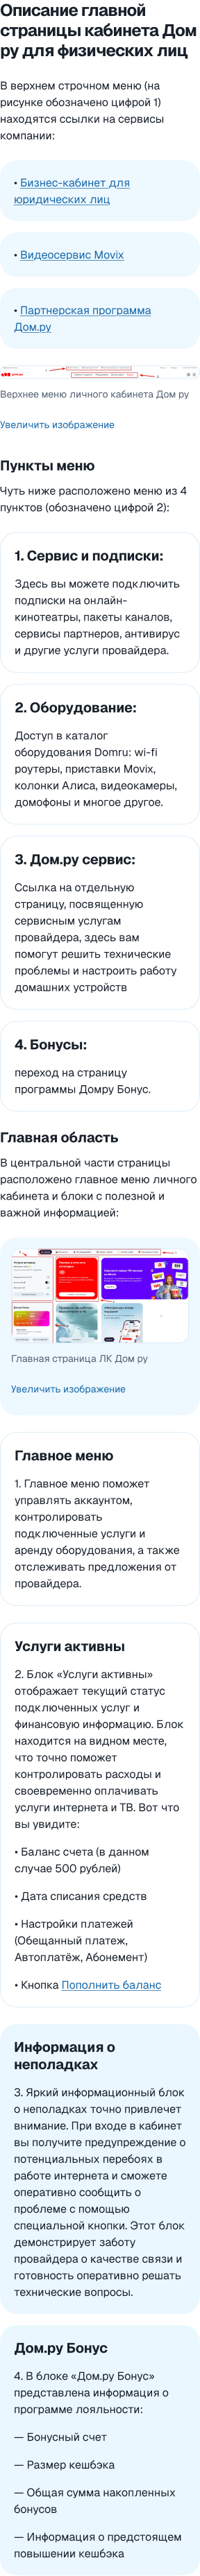 Описание главной
страницы кабинета Дом
ру для физических лиц
В верхнем строчном меню (на
рисунке обозначено цифрой 1)
находятся ссылки на сервисы
компании:
• Бизнес-кабинет для
юридических лиц
• Видеосервис Movix
• Партнерская программа
Дом.ру
Верхнее меню личного кабинета Дом ру
Увеличить изображение
Пункты меню
Чуть ниже расположено меню из 4
пунктов (обозначено цифрой 2):
1. Сервис и подписки:
Здесь вы можете подключить
подписки на онлайн-
кинотеатры, пакеты каналов,
сервисы партнеров, антивирус
и другие услуги провайдера.
2. Оборудование:
Доступ в каталог
оборудования Domru: wi-fi
роутеры, приставки Movix,
колонки Алиса, видеокамеры,
домофоны и многое другое.
3. Дом.ру сервис:
Ссылка на отдельную
страницу, посвященную
сервисным услугам
провайдера, здесь вам
помогут решить технические
проблемы и настроить работу
домашних устройств
4. Бонусы:
переход на страницу
программы Домру Бонус.
Главная область
В центральной части страницы
расположено главное меню личного
кабинета и блоки с полезной и
важной информацией:
Главная страница ЛК Дом ру
Увеличить изображение
Главное меню
1. Главное меню поможет
управлять аккаунтом,
контролировать
подключенные услуги и
аренду оборудования, а также
отслеживать предложения от
провайдера.
Услуги активны
2. Блок «Услуги активны»
отображает текущий статус
подключенных услуг и
финансовую информацию. Блок
находится на видном месте,
что точно поможет
контролировать расходы и
своевременно оплачивать
услуги интернета и ТВ. Вот что
вы увидите:
• Баланс счета (в данном
случае 500 рублей)
• Дата списания средств
• Настройки платежей
(Обещанный платеж,
Автоплатёж, Абонемент)
• Кнопка Пополнить баланс
Информация о
неполадках
3. Яркий информационный блок
о неполадках точно привлечет
внимание. При входе в кабинет
вы получите предупреждение о
потенциальных перебоях в
работе интернета и сможете
оперативно сообщить о
проблеме с помощью
специальной кнопки. Этот блок
демонстрирует заботу
провайдера о качестве связи и
готовность оперативно решать
технические вопросы.
Дом.ру Бонус
4. В блоке «Дом.ру Бонус»
представлена информация о
программе лояльности:
— Бонусный счет
— Размер кешбэка
— Общая сумма накопленных
бонусов
— Информация о предстоящем
повышении кешбэка